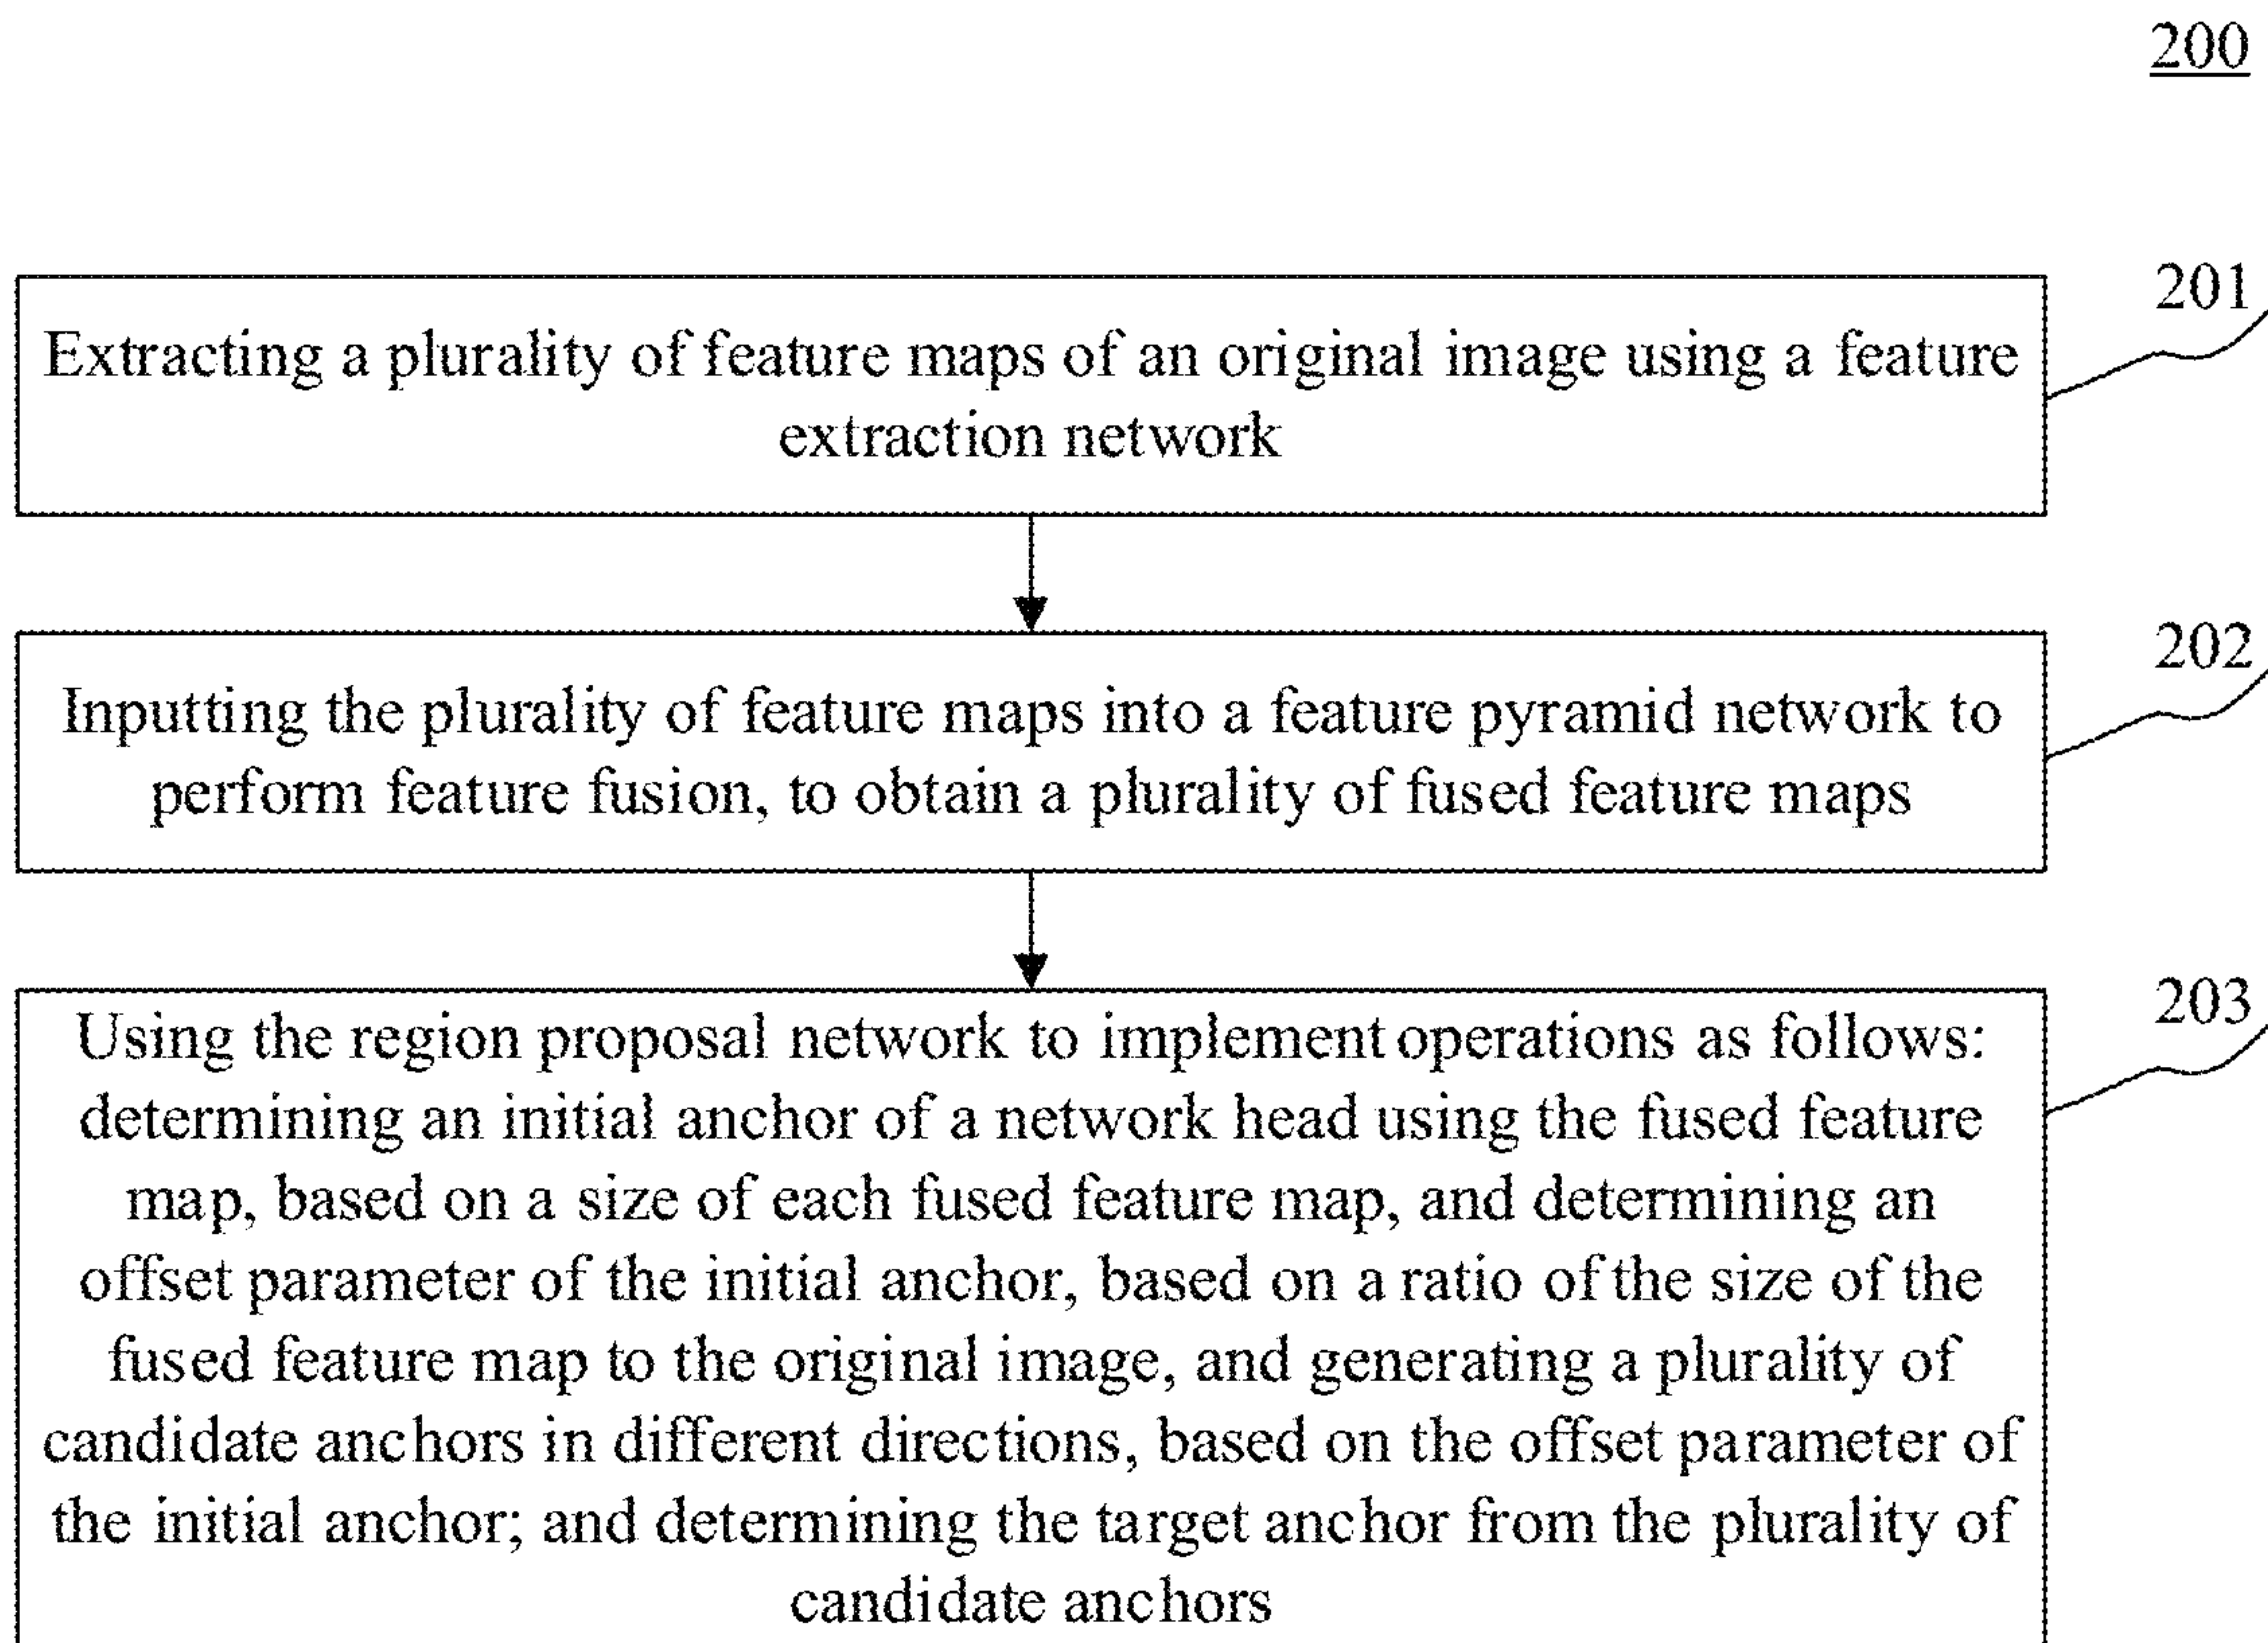 200
201
Extracting a plurality of feature maps of an original image using a feature
extraction network
202
Inputting the plurality of feature maps into a feature pyramid network to
perform feature fusion, to obtain a plurality of fused feature maps
203
Using the region proposal network to implement operations as follows:
determining an initial anchor of a network head using the fused feature
map, based on a size of each fused feature map, and determining an
offset parameter of the initial anchor, based on a ratio of the size of the
fused feature map to the original image, and generating a plurality of
candidate anchors in different directions, based on the offset parameter of
the initial anchor; and determining the target anchor from the plurality of
candidate anchors